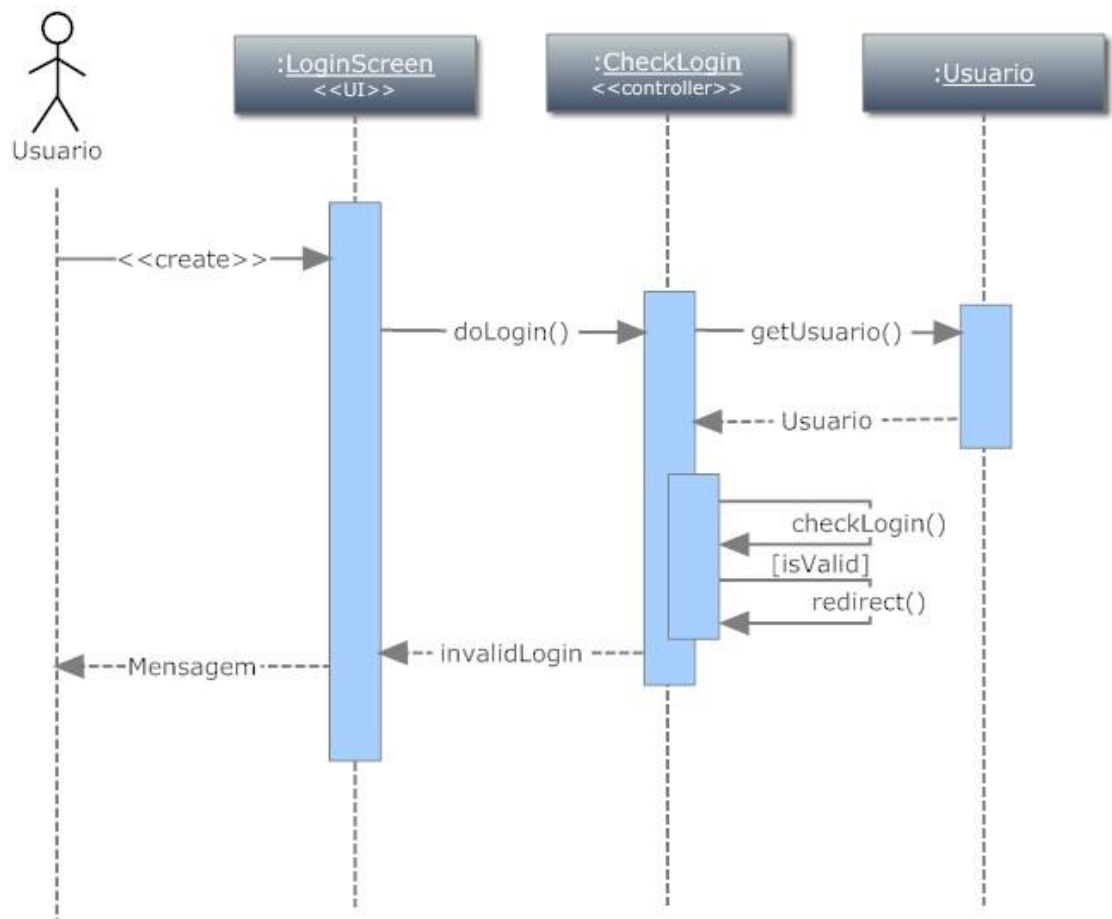 :LoginScreen
<<UI>>
:CheckLogin
<<controller>>
:Usuario
Usuario
<<create>>
doLogin()
getUsuario()
Usuario
checkLogin()
[isValid]
redirect()
invalidLogin
Mensagem